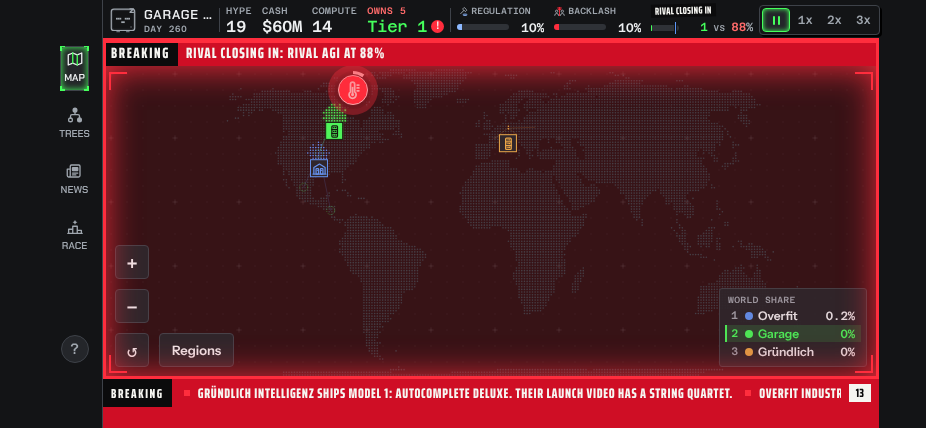 GARAGE ...
DAY 260
HYPE
19
CASH
$60M
COMPUTE
14
OWNS 5
Tier 1 !
REGULATION
10%
BACKLASH
10%
RIVAL CLOSING IN
1 VS 88%
1x 2x 3x
BREAKING RIVAL CLOSING IN: RIVAL AGI AT 88%
MAP
TREES
NEWS
RACE
?
+
−
↺ Regions
WORLD SHARE
1 Overfit 0.2%
2 Garage 0%
3 Gründlich 0%
BREAKING GRÜNDLICH INTELLIGENZ SHIPS MODEL 1: AUTOCOMPLETE DELUXE. THEIR LAUNCH VIDEO HAS A STRING QUARTET. OVERFIT INDUSTR 13